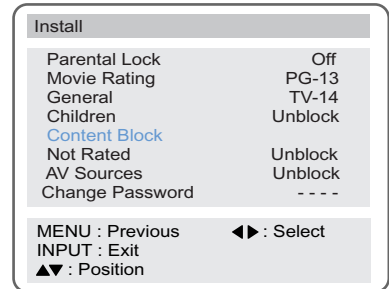 Install
Parental Lock Off
Movie Rating PG-13
General TV-14
Children Unblock
Content Block
Not Rated Unblock
AV Sources Unblock
Change Password - - - -
MENU : Previous ◀▶ : Select
INPUT : Exit
▲▼ : Position